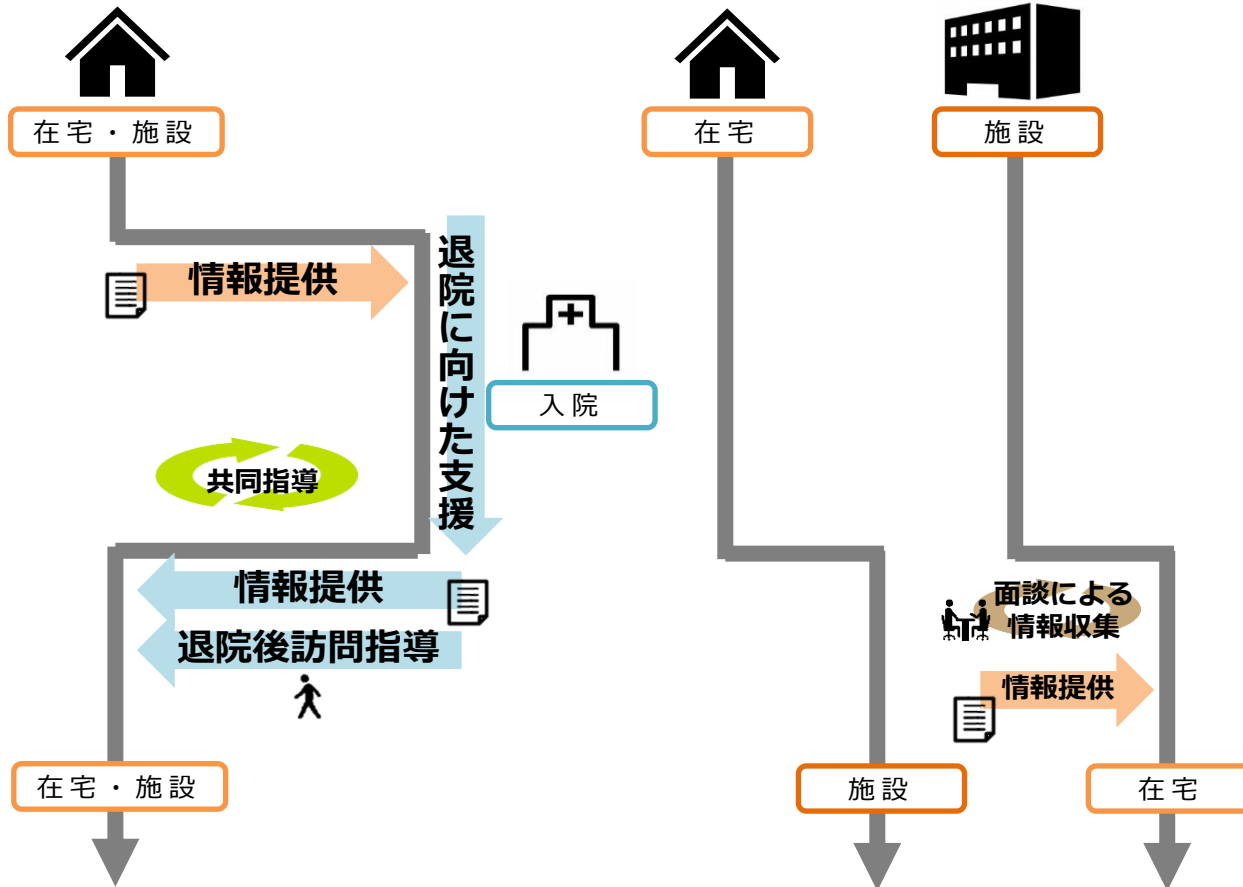 在宅・施設
情報提供
退院に向けた支援
入院
共同指導
情報提供
退院後訪問指導
在宅・施設
在宅
施設
施設
面談による
情報収集
情報提供
在宅